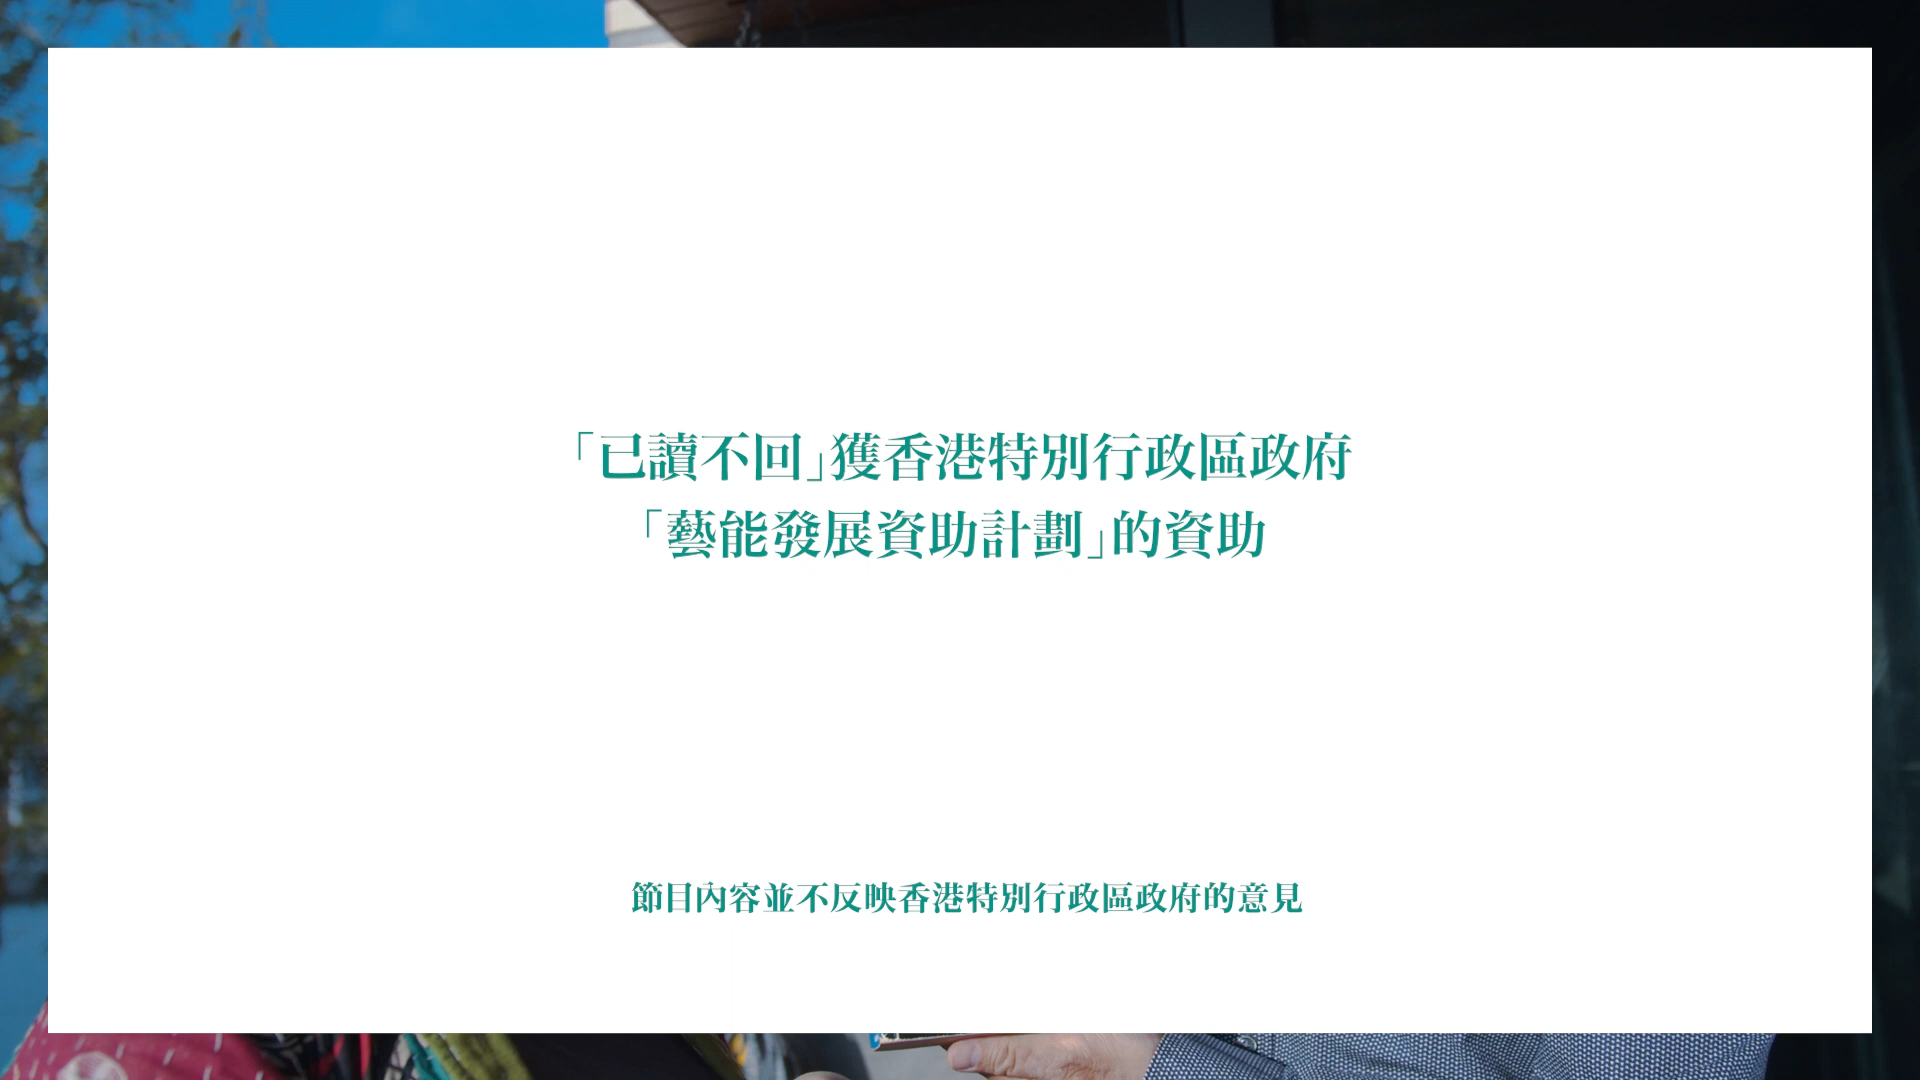 「已讀不回」獲香港特別行政區政府
「藝能發展資助計劃」的資助
節目內容並不反映香港特別行政區政府的意見